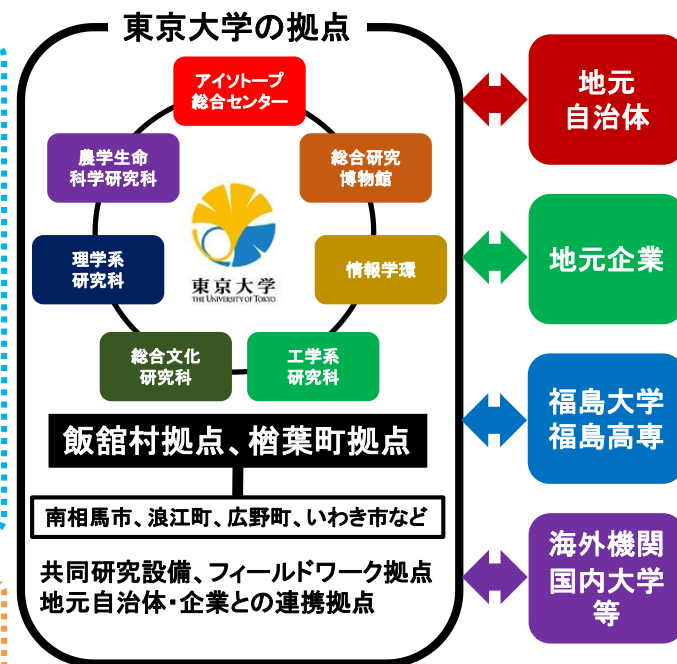 東京大学の拠点
アイソトープ
総合センター
農学生命
科学研究科
総合研究
博物館
理学系
研究科
東京大学
THE UNIVERSITY OF TOKYO
情報学環
総合文化
研究科
工学系
研究科
飯舘村拠点、楢葉町拠点
南相馬市、浪江町、広野町、いわき市など
共同研究設備、フィールドワーク拠点
地元自治体・企業との連携拠点
地元
自治体
地元企業
福島大学
福島高専
海外機関
国内大学
等